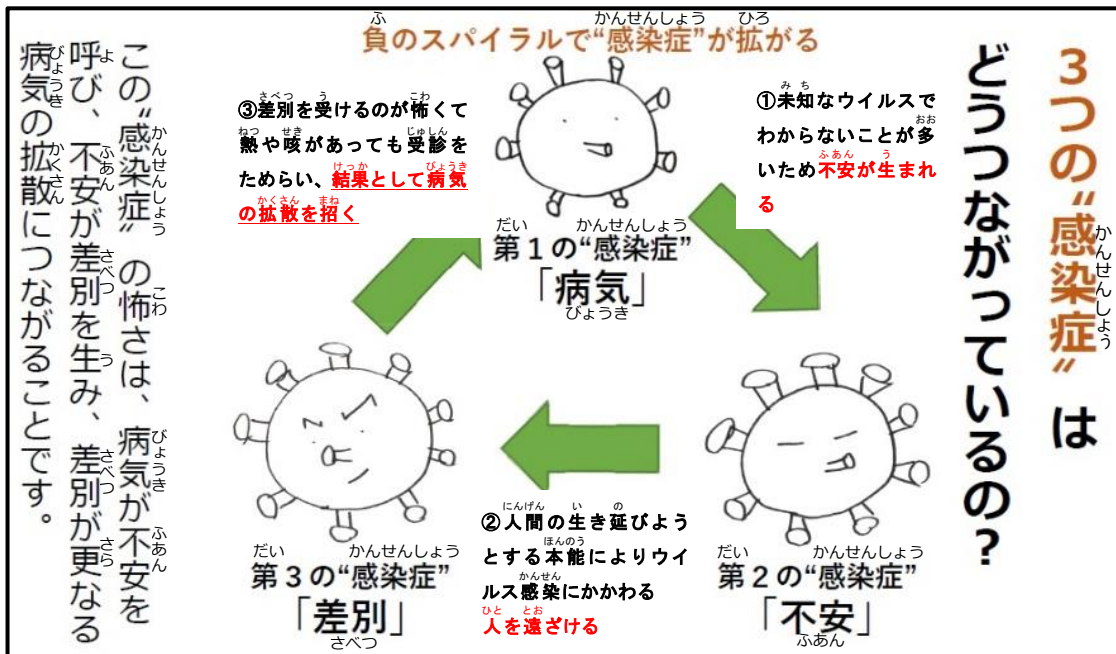 3つの“感染症”は
どうつながっているの?
負のスパイラルで“感染症”が拡がる
①未知なウイルスで
わからないことが多
いため不安が生まれ
る
第1の“感染症”
「病気」
②人間の生き延びよう
とする本能によりウイ
ルス感染にかかわる
人を遠ざける
第2の“感染症”
「不安」
③差別を受けるのが怖くて
熱や咳があっても受診を
ためらい、結果として病気
の拡散を招く
第3の“感染症”
「差別」
この“感染症”の怖さは、病気が不安を
呼び、不安が差別を生み、差別が更なる
病気の拡散につながることです。